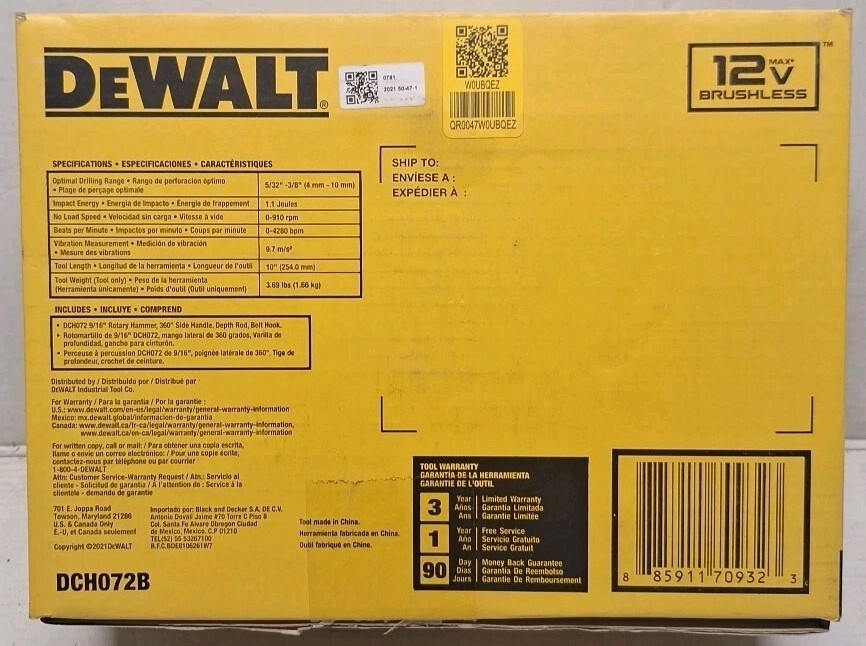 DEWALT®
0781
2021 50-47-1
W0UBQEZ
QR0047W0UBQEZ
12V MAX* ™
BRUSHLESS
SPECIFICATIONS • ESPECIFICACIONES • CARACTÉRISTIQUES
Optimal Drilling Range • Rango de perforación óptimo
• Plage de perçage optimale
5/32" -3/8" (4 mm - 10 mm)
Impact Energy • Energía de Impacto • Énergie de frappement
1.1 Joules
No Load Speed • Velocidad sin carga • Vitesse à vide
0-910 rpm
Beats per Minute • Impactos por minuto • Coups par minute
0-4280 bpm
Vibration Measurement • Medición de vibración
• Mesure des vibrations
9.7 m/s²
Tool Length • Longitud de la herramienta • Longueur de l'outil
10" (254.0 mm)
Tool Weight (Tool only) • Peso de la herramienta
(Herramienta únicamente) • Poids d'outil (Outil uniquement)
3.69 lbs (1.66 kg)
INCLUDES • INCLUYE • COMPREND
• DCH072 9/16" Rotary Hammer, 360° Side Handle, Depth Rod, Belt Hook.
• Rotomartillo de 9/16" DCH072, mango lateral de 360 grados, Varilla de
profundidad, gancho para cinturón.
• Perceuse à percussion DCH072 de 9/16", poignée latérale de 360°, Tige de
profondeur, crochet de ceinture.
SHIP TO:
ENVÍESE A :
EXPÉDIER À :
Distributed by / Distribuido por / Distribué par
DEWALT Industrial Tool Co.
For Warranty / Para la garantía / Por la garantie :
U.S.: www.dewalt.com/en-us/legal/warranty/general-warranty-information
Mexico: mx.dewalt.global/informacion-de-garantia
Canada: www.dewalt.ca/fr-ca/legal/warranty/general-warranty-information,
www.dewalt.ca/en-ca/legal/warranty/general-warranty-information
For written copy, call or mail: / Para obtener una copia escrita,
llame o envíe un correo electrónico: / Pour une copie écrite,
contactez-nous par téléphone ou par courrier
1-800-4-DEWALT
Attn: Customer Service-Warranty Request / Atn.: Servicio al
cliente - Solicitud de garantía / À l'attention de : Service à la
clientèle - demande de garantie
701 E. Joppa Road
Towson, Maryland 21286
U.S. & Canada Only
É.-U, et Canada seulement
Copyright ©2021DEWALT
Importado por: Black and Decker S.A. DE C.V.
Antonio Dovali Jaime #70 Torre C Piso 8
Col. Santa Fe Alvaro Obregon Ciudad
de Mexico, Mexico. C.P 01210
TEL(52) 55 53267100
R.F.C.BDE8106261W7
Tool made in China.
Herramienta fabricada en China.
Outil fabriqué en Chine.
DCH072B
TOOL WARRANTY
GARANTÍA DE LA HERRAMIENTA
GARANTIE DE L'OUTIL
3 Year Limited Warranty
Años Garantía Limitada
Ans Garantie Limitée
1 Year Free Service
Año Servicio Gratuito
An Service Gratuit
90 Day Money Back Guarantee
Días Garantía De Reembolso
Jours Garantie De Remboursement
8 85911 70932 3